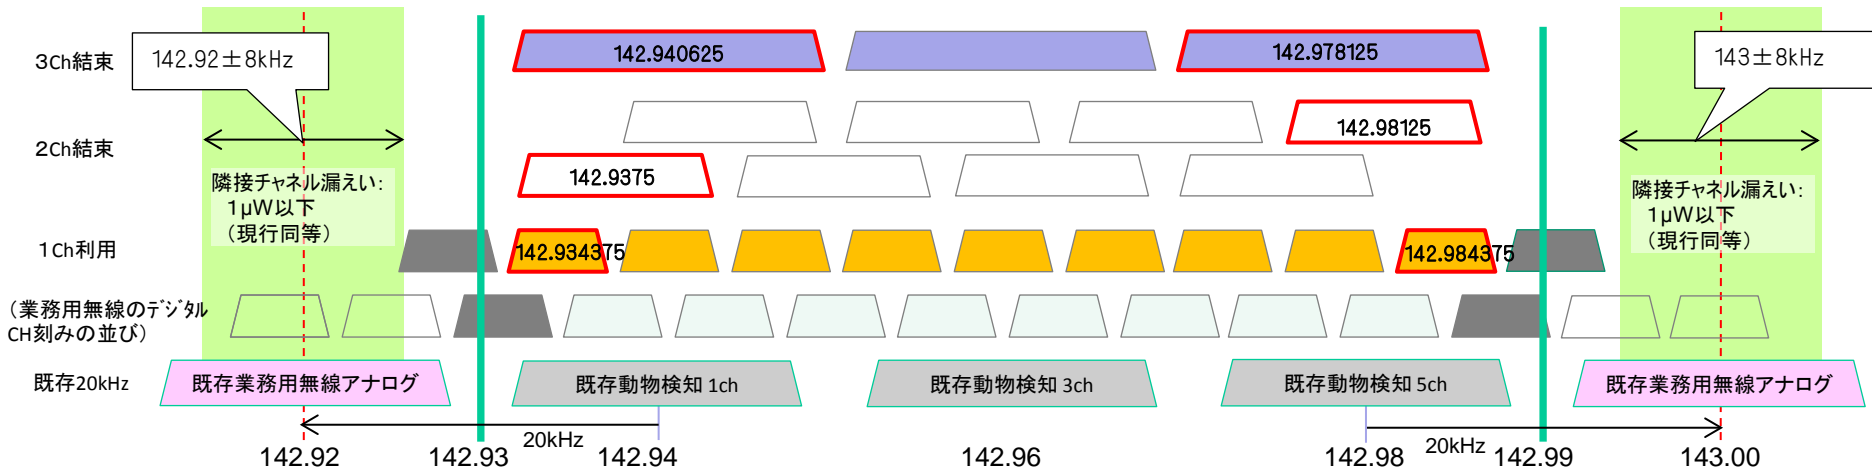 3Ch結束
142.92±8kHz
142.940625
142.978125
143±8kHz
2Ch結束
142.98125
142.9375
隣接チャネル漏えい:
1μW以下
(現行同等)
隣接チャネル漏えい:
1μW以下
(現行同等)
1Ch利用
142.934375
142.984375
(業務用無線のデジタル
CH刻みの並び)
既存20kHz
既存業務用無線アナログ
既存動物検知 1ch
既存動物検知 3ch
既存動物検知 5ch
既存業務用無線アナログ
20kHz
20kHz
142.92
142.93
142.94
142.96
142.98
142.99
143.00